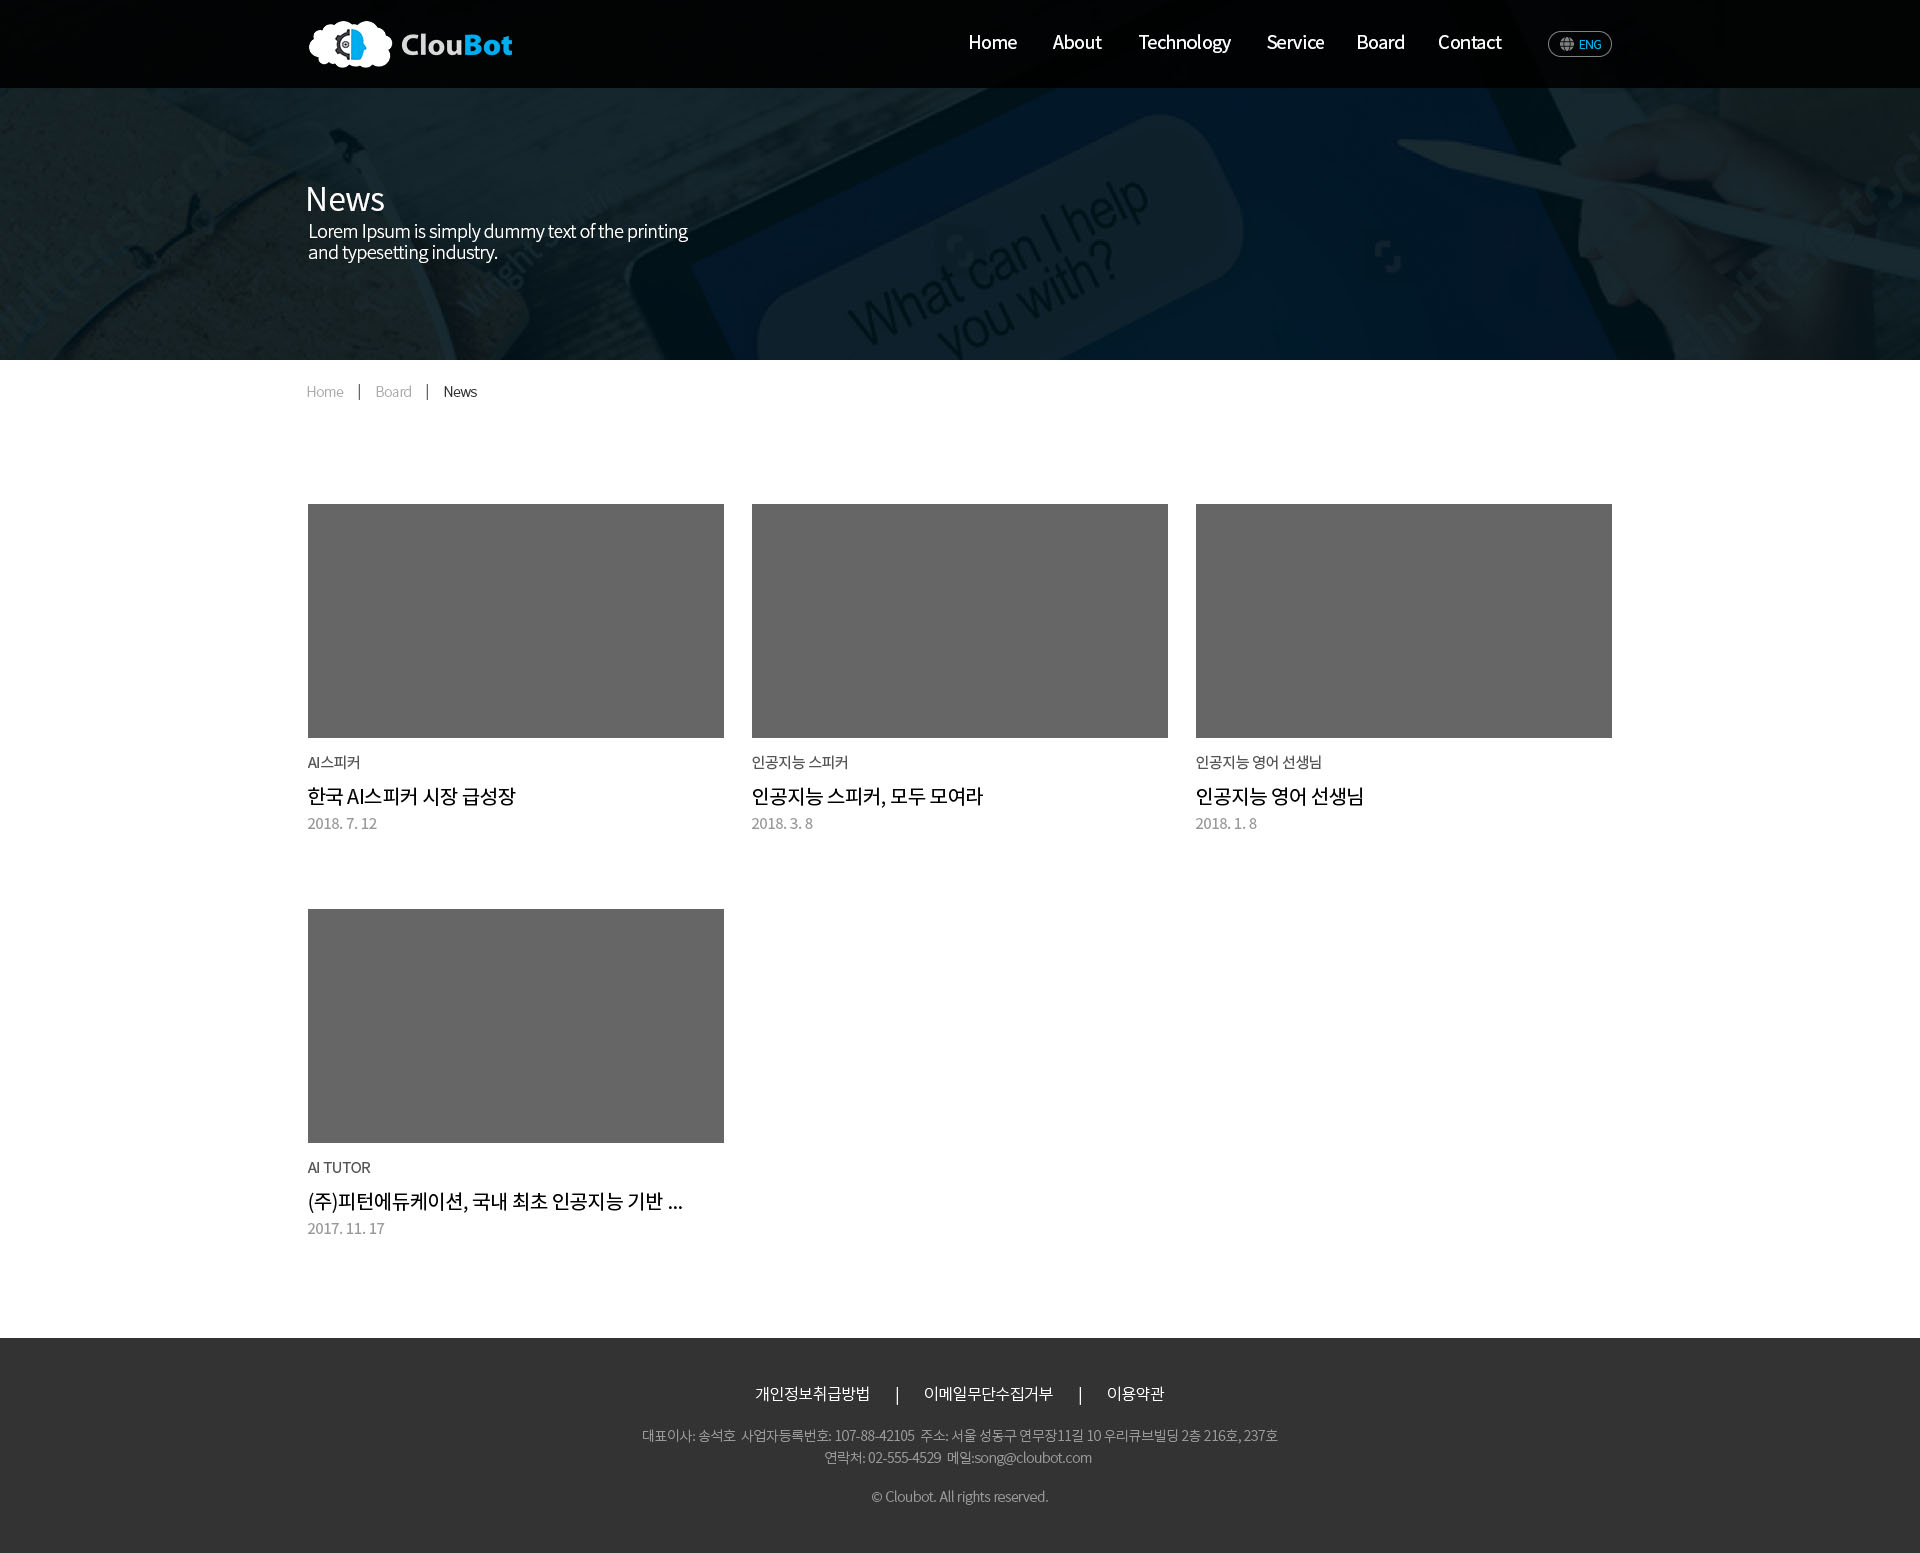 ClouBot
Home About Technology Service Board Contact ENG
What can I help
you with?
News
Lorem Ipsum is simply dummy text of the printing
and typesetting industry.
Home | Board | News
AI스피커
한국 AI스피커 시장 급성장
2018. 7. 12
인공지능 스피커
인공지능 스피커, 모두 모여라
2018. 3. 8
인공지능 영어 선생님
인공지능 영어 선생님
2018. 1. 8
AI TUTOR
(주)피턴에듀케이션, 국내 최초 인공지능 기반 ...
2017. 11. 17
개인정보취급방법 | 이메일무단수집거부 | 이용약관
대표이사: 송석호 사업자등록번호: 107-88-42105 주소: 서울 성동구 연무장11길 10 우리큐브빌딩 2층 216호, 237호
연락처: 02-555-4529 메일:song@cloubot.com
© Cloubot. All rights reserved.